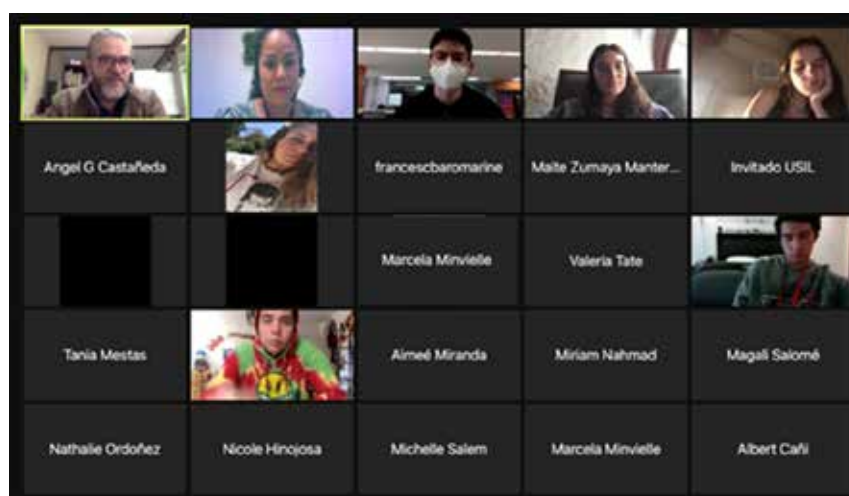 Angel G Castañeda
francescbaromarine
Maite Zumaya Manter...
Invitado USIL
Marcela Minvielle
Valeria Tate
Tania Mestas
Aimeé Miranda
Miriam Nahmad
Magali Salomé
Nathalie Ordoñez
Nicole Hinojosa
Michelle Salem
Marcela Minvielle
Albert Cañi